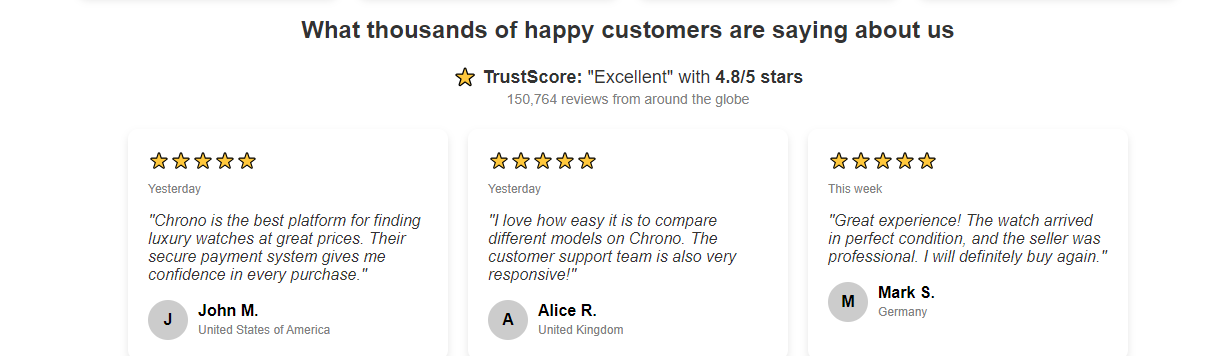 What thousands of happy customers are saying about us
TrustScore: "Excellent" with 4.8/5 stars
150,764 reviews from around the globe
Yesterday
"Chrono is the best platform for finding
luxury watches at great prices. Their
secure payment system gives me
confidence in every purchase."
J
John M.
United States of America
Yesterday
"I love how easy it is to compare
different models on Chrono. The
customer support team is also very
responsive!"
A
Alice R.
United Kingdom
This week
"Great experience! The watch arrived
in perfect condition, and the seller was
professional. I will definitely buy again."
M
Mark S.
Germany